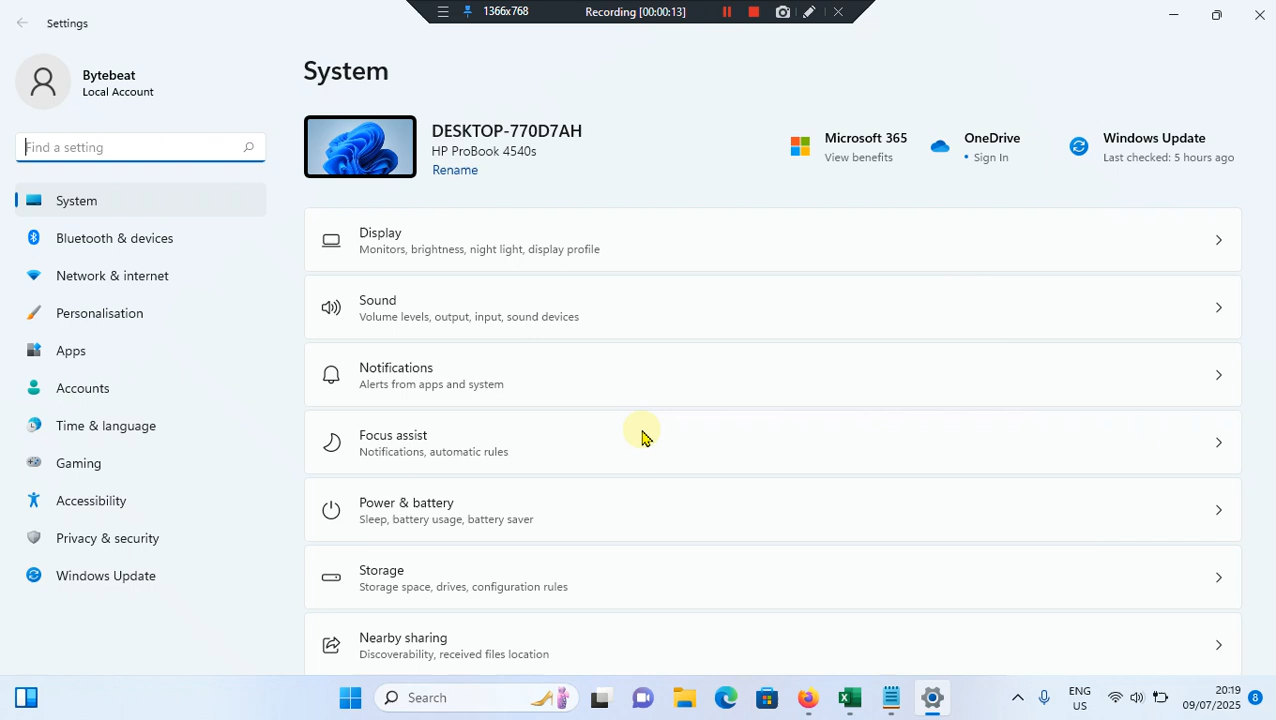 Settings
1366x768
Recording [00:00:13]
Bytebeat
Local Account
Find a setting
System
Bluetooth & devices
Network & internet
Personalisation
Apps
Accounts
Time & language
Gaming
Accessibility
Privacy & security
Windows Update
System
DESKTOP-770D7AH
HP ProBook 4540s
Rename
Microsoft 365
View benefits
OneDrive
• Sign In
Windows Update
Last checked: 5 hours ago
Display
Monitors, brightness, night light, display profile
Sound
Volume levels, output, input, sound devices
Notifications
Alerts from apps and system
Focus assist
Notifications, automatic rules
Power & battery
Sleep, battery usage, battery saver
Storage
Storage space, drives, configuration rules
Nearby sharing
Discoverability, received files location
Search
ENG
US
20:19
09/07/2025
8